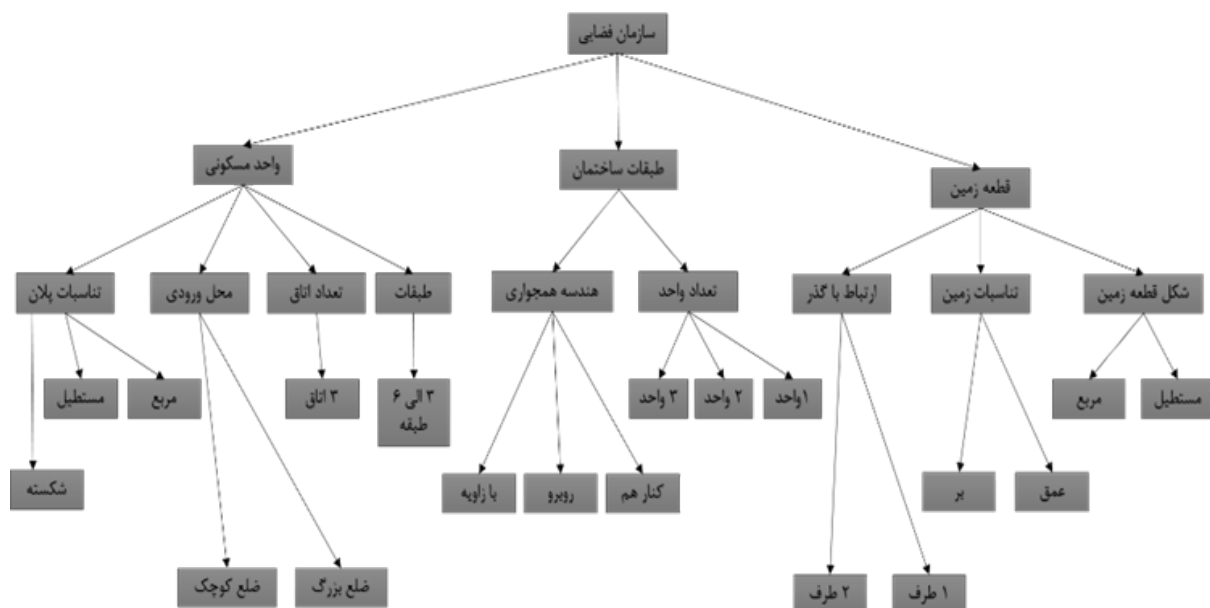 سازمان فضایی
قطعه زمین
طبقات ساختمان
واحد مسکونی
شکل قطعه زمین
تناسبات زمین
ارتباط با گذر
تعداد واحد
هندسه همجواری
طبقات
تعداد اتاق
محل ورودی
تناسبات پلان
مستطیل
مربع
۱واحد
۲ واحد
۳ واحد
۳ الی ۶
طبقه
۳ اتاق
مربع
مستطیل
عمق
بر
کنار هم
روبرو
با زاویه
شکسته
۱ طرف
۲ طرف
ضلع بزرگ
ضلع کوچک